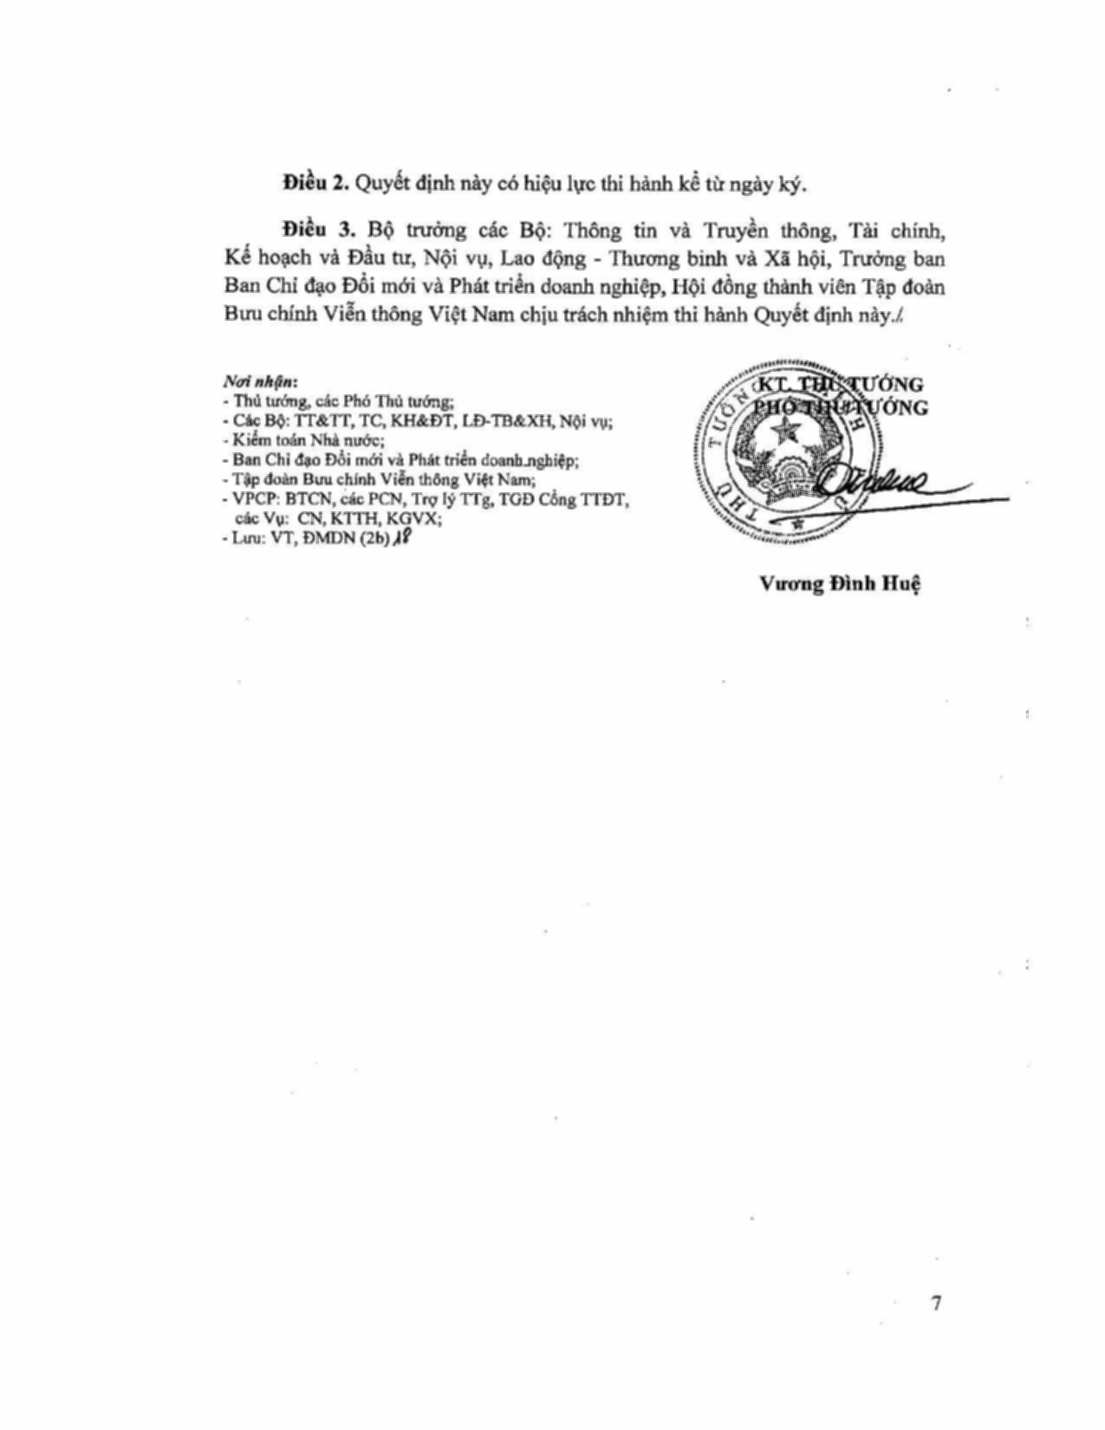 Điều 2. Quyết định này có hiệu lực thi hành kể từ ngày ký.
Điều 3. Bộ trưởng các Bộ: Thông tin và Truyền thông, Tài chính,
Kế hoạch và Đầu tư, Nội vụ, Lao động - Thương binh và Xã hội, Trưởng ban
Ban Chỉ đạo Đổi mới và Phát triển doanh nghiệp, Hội đồng thành viên Tập đoàn
Bưu chính Viễn thông Việt Nam chịu trách nhiệm thi hành Quyết định này./.
Nơi nhận:
- Thủ tướng, các Phó Thủ tướng;
- Các Bộ: TT&TT, TC, KH&ĐT, LĐ-TB&XH, Nội vụ;
- Kiểm toán Nhà nước;
- Ban Chỉ đạo Đổi mới và Phát triển doanh nghiệp;
- Tập đoàn Bưu chính Viễn thông Việt Nam;
- VPCP: BTCN, các PCN, Trợ lý TTg, TGĐ Cổng TTĐT,
các Vụ: CN, KTTH, KGVX;
- Lưu: VT, ĐMDN (2b)
KT. THỦ TƯỚNG
PHÓ THỦ TƯỚNG
THỦ TƯỚNG
Vương Đình Huệ
7